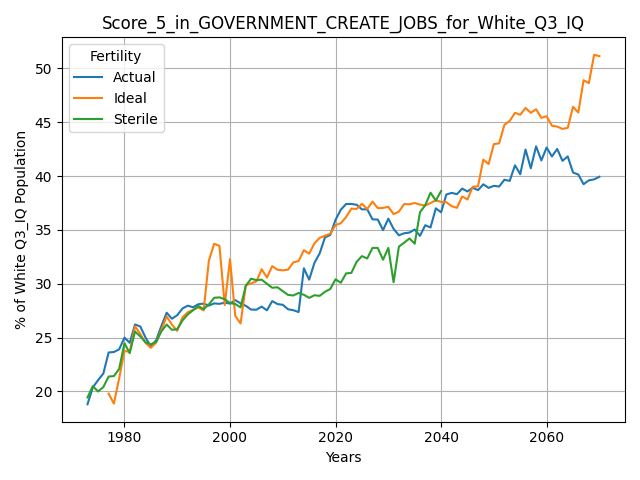 Score_5_in_GOVERNMENT_CREATE_JOBS_for_White_Q3_IQ
Fertility
Actual
Ideal
Sterile
% of White Q3_IQ Population
50
45
40
35
30
25
20
1980 2000 2020 2040 2060
Years